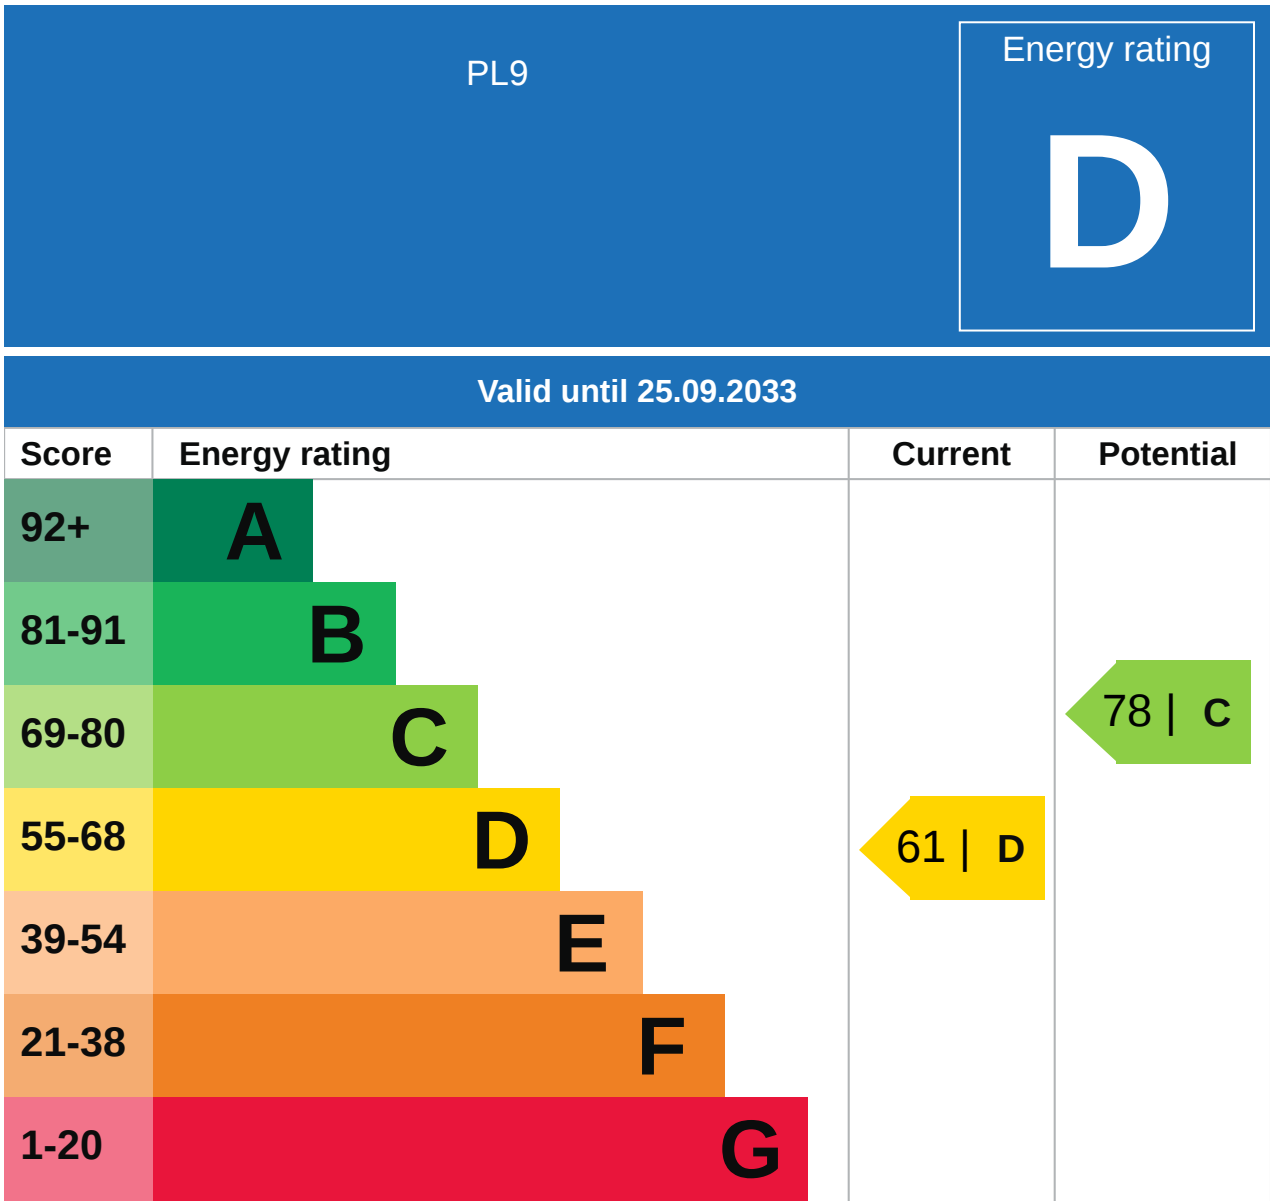 PL9
Energy rating
D
Valid until 25.09.2033
Score Energy rating Current Potential
92+ A
81-91 B
69-80 C
78 | C
55-68 D
61 | D
39-54 E
21-38 F
1-20 G